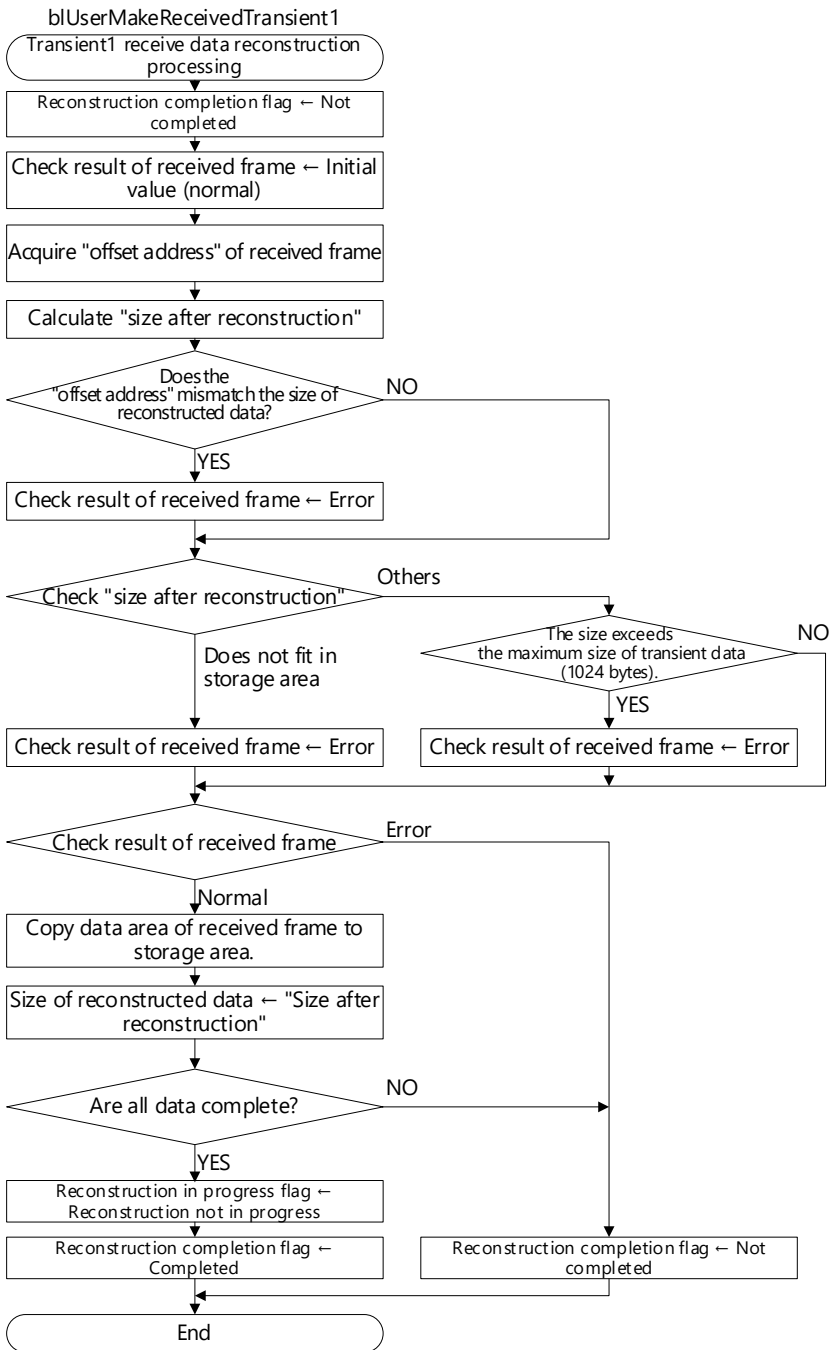 blUserMakeReceivedTransient1
Transient1 receive data reconstruction
processing
Reconstruction completion flag ← Not
completed
Check result of received frame ← Initial
value (normal)
Acquire "offset address" of received frame
Calculate "size after reconstruction"
Does the
"offset address" mismatch the size of
reconstructed data?
NO
YES
Check result of received frame ← Error
Check "size after reconstruction"
Others
The size exceeds
the maximum size of transient data
(1024 bytes).
NO
Does not fit in
storage area
YES
Check result of received frame ← Error
Check result of received frame ← Error
Check result of received frame
Error
Normal
Copy data area of received frame to
storage area.
Size of reconstructed data ← "Size after
reconstruction"
Are all data complete?
NO
YES
Reconstruction in progress flag ←
Reconstruction not in progress
Reconstruction completion flag ←
Completed
Reconstruction completion flag ← Not
completed
End